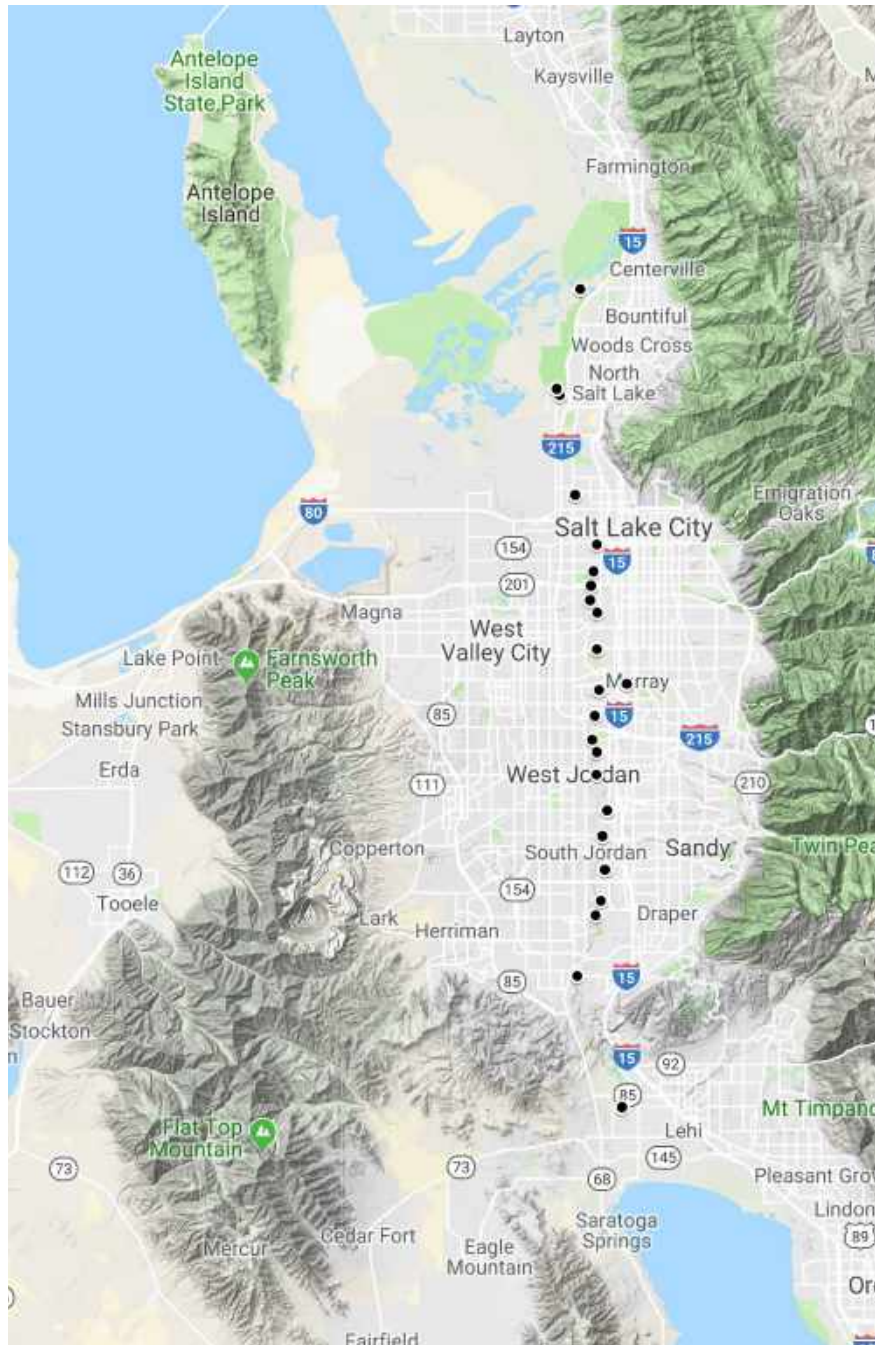 Layton
Antelope
Island
State Park
Kaysville
Farmington
Antelope
Island
15
Centerville
Bountiful
Woods Cross
North
Salt Lake
215
Emigration
Oaks
80
Salt Lake City
154
15
201
Magna
West
Valley City
Lake Point
Farnsworth
Peak
Murray
Mills Junction
85
15
Stansbury Park
215
Erda
111
West Jordan
210
Copperton
South Jordan
Sandy
Twin Pea
112
36
154
Tooele
Lark
Draper
Herriman
85
15
Bauer
Stockton
n
15
92
85
Mt Timpano
Flat Top
Mountain
Lehi
73
73
145
68
Pleasant Grov
Lindon
Saratoga
Springs
Cedar Fort
89
Mercur
Eagle
Mountain
Or
Fairfield